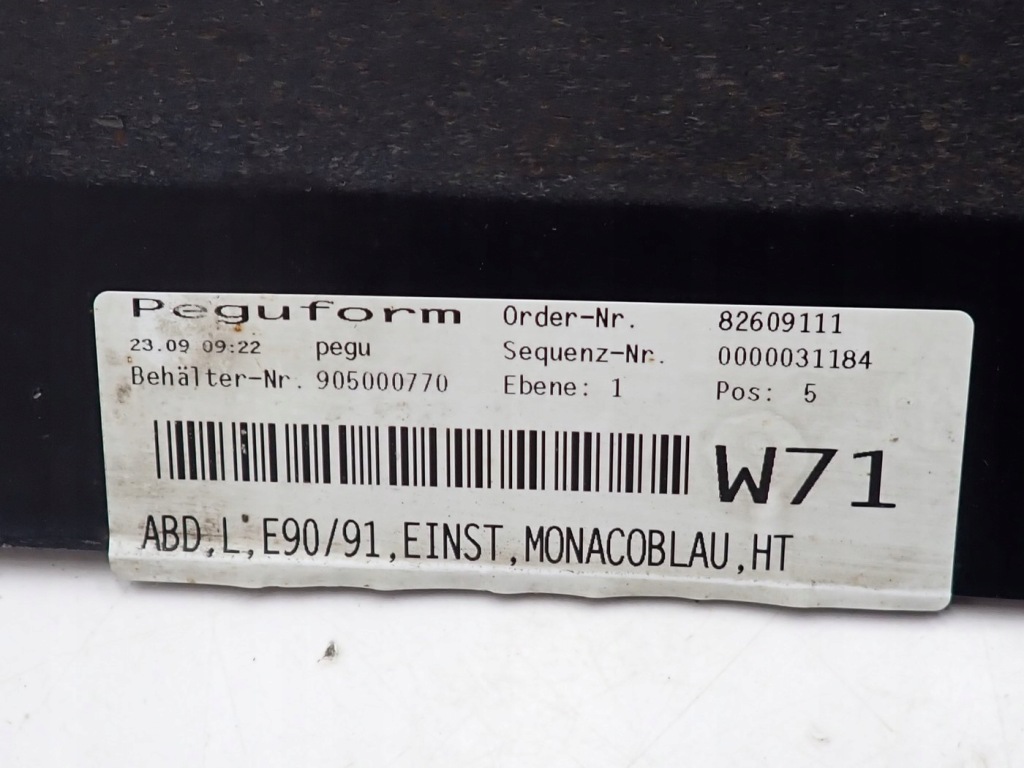 Peguform Order-Nr. 82609111
23.09 09:22 pegu Sequenz-Nr. 0000031184
Behälter-Nr. 905000770 Ebene: 1 Pos: 5
W71
ABD,L,E90/91,EINST,MONACOBLAU,HT